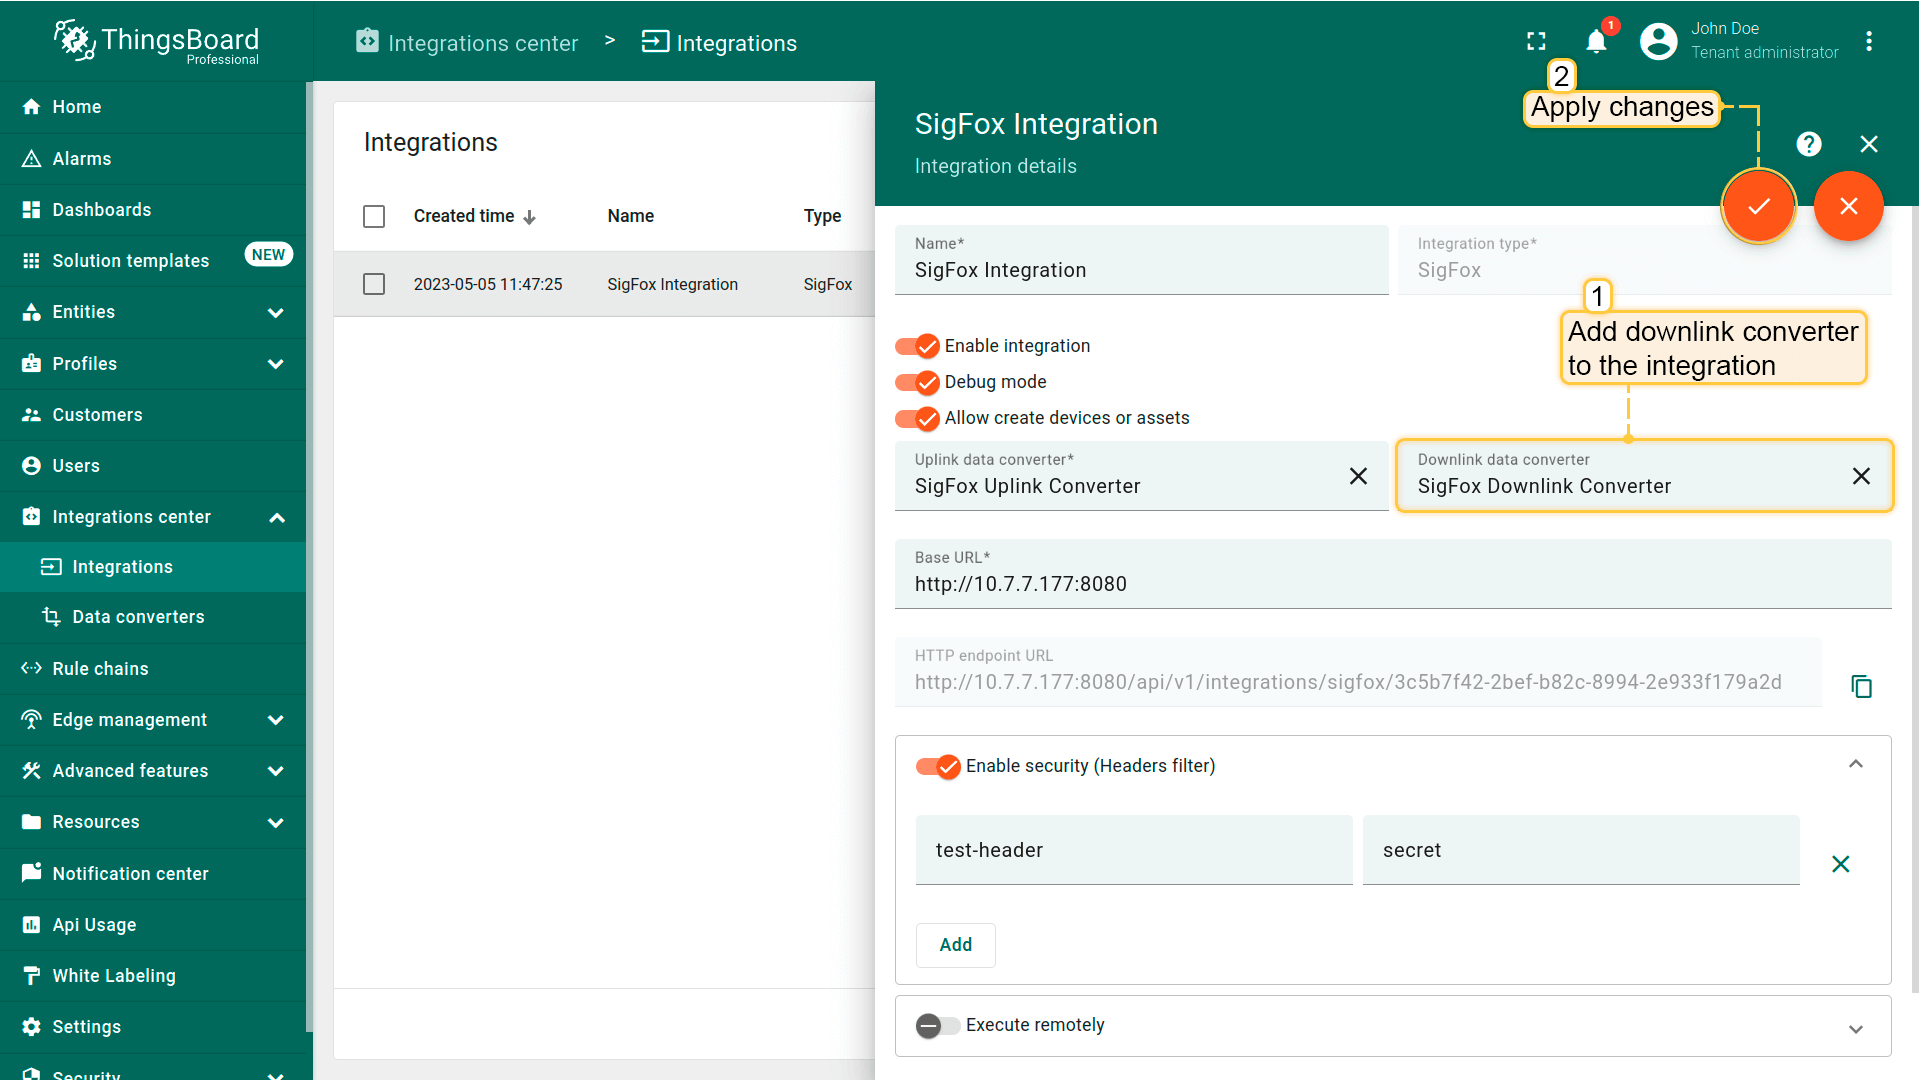 ThingsBoard
Professional
Integrations center > Integrations
1
John Doe
Tenant administrator
Home
Alarms
Dashboards
Solution templates
NEW
Entities
Profiles
Customers
Users
Integrations center
Integrations
Data converters
Rule chains
Edge management
Advanced features
Resources
Notification center
Api Usage
White Labeling
Settings
Security
Integrations
Created time
Name
Type
2023-05-05 11:47:25
SigFox Integration
SigFox
SigFox Integration
Integration details
2
Apply changes
Name*
SigFox Integration
Integration type*
SigFox
1
Add downlink converter
to the integration
Enable integration
Debug mode
Allow create devices or assets
Uplink data converter*
SigFox Uplink Converter
Downlink data converter
SigFox Downlink Converter
Base URL*
http://10.7.7.177:8080
HTTP endpoint URL
http://10.7.7.177:8080/api/v1/integrations/sigfox/3c5b7f42-2bef-b82c-8994-2e933f179a2d
Enable security (Headers filter)
test-header
secret
Add
Execute remotely